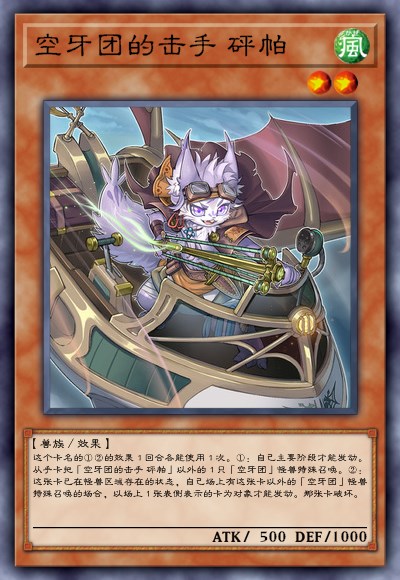 空牙团的击手 砰帕
風
【兽族／效果】
这个卡名的①②的效果1回合各能使用1次。①：自己主要阶段才能发动。
从手卡把「空牙团的击手 砰帕」以外的1只「空牙团」怪兽特殊召唤。②：
这张卡已在怪兽区域存在的状态，自己场上有这张卡以外的「空牙团」怪兽
特殊召唤的场合，以场上1张表侧表示的卡为对象才能发动。那张卡破坏。
ATK/ 500 DEF/1000